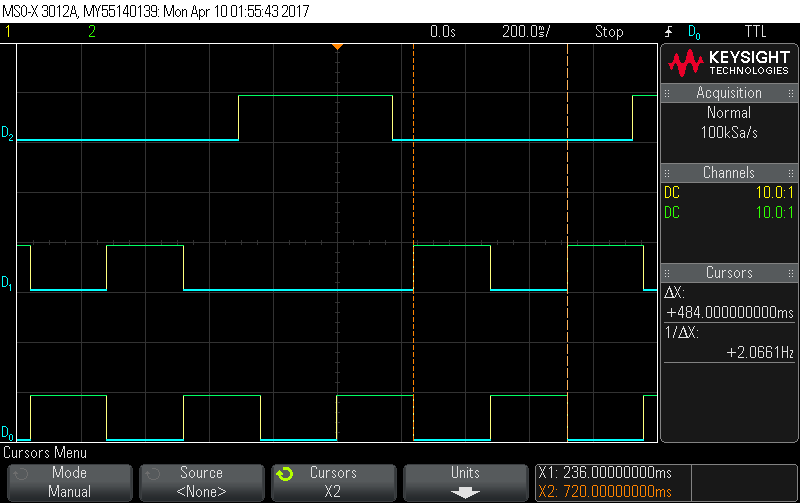 MSO-X 3012A, MY55140139: Mon Apr 10 01:55:43 2017
1 2 0.0s 200.0ms/ Stop D0 TTL
KEYSIGHT
TECHNOLOGIES
Acquisition
Normal
100kSa/s
D2
Channels
DC 10.0:1
DC 10.0:1
Cursors
D1
ΔX:
+484.000000000ms
1/ΔX:
+2.0661Hz
D0
Cursors Menu
Mode
Manual
Source
<None>
Cursors
X2
Units
X1: 236.00000000ms
X2: 720.00000000ms